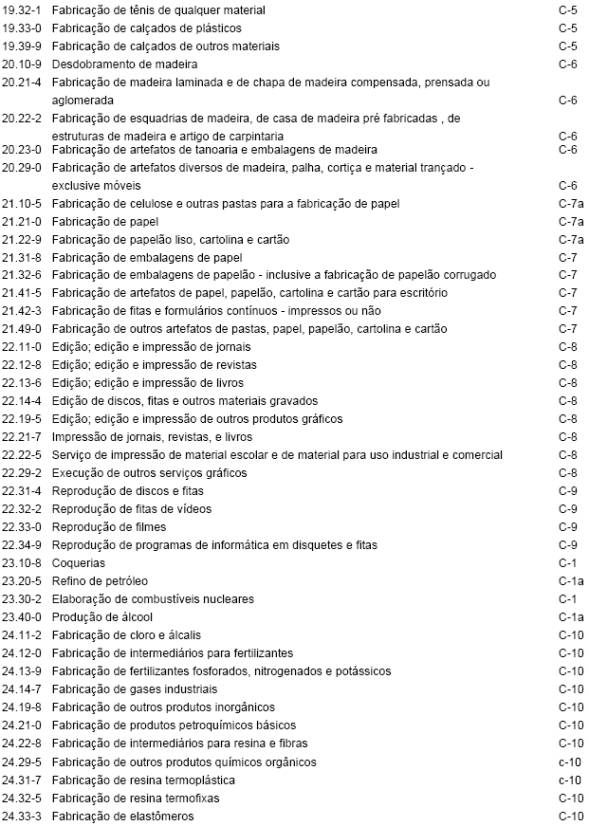 19.32-1 Fabricação de tênis de qualquer material C-5
19.33-0 Fabricação de calçados de plásticos C-5
19.39-9 Fabricação de calçados de outros materiais C-5
20.10-9 Desdobramento de madeira C-6
20.21-4 Fabricação de madeira laminada e de chapa de madeira compensada, prensada ou
aglomerada C-6
20.22-2 Fabricação de esquadrias de madeira, de casa de madeira pré fabricadas , de
estruturas de madeira e artigo de carpintaria C-6
20.23-0 Fabricação de artefatos de tanoaria e embalagens de madeira C-6
20.29-0 Fabricação de artefatos diversos de madeira, palha, cortiça e material trançado -
exclusive móveis C-6
21.10-5 Fabricação de celulose e outras pastas para a fabricação de papel C-7a
21.21-0 Fabricação de papel C-7a
21.22-9 Fabricação de papelão liso, cartolina e cartão C-7a
21.31-8 Fabricação de embalagens de papel C-7
21.32-6 Fabricação de embalagens de papelão - inclusive a fabricação de papelão corrugado C-7
21.41-5 Fabricação de artefatos de papel, papelão, cartolina e cartão para escritório C-7
21.42-3 Fabricação de fitas e formulários contínuos - impressos ou não C-7
21.49-0 Fabricação de outros artefatos de pastas, papel, papelão, cartolina e cartão C-7
22.11-0 Edição; edição e impressão de jornais C-8
22.12-8 Edição; edição e impressão de revistas C-8
22.13-6 Edição; edição e impressão de livros C-8
22.14-4 Edição de discos, fitas e outros materiais gravados C-8
22.19-5 Edição; edição e impressão de outros produtos gráficos C-8
22.21-7 Impressão de jornais, revistas, e livros C-8
22.22-5 Serviço de impressão de material escolar e de material para uso industrial e comercial C-8
22.29-2 Execução de outros serviços gráficos C-8
22.31-4 Reprodução de discos e fitas C-9
22.32-2 Reprodução de fitas de vídeos C-9
22.33-0 Reprodução de filmes C-9
22.34-9 Reprodução de programas de informática em disquetes e fitas C-9
23.10-8 Coquerias C-1
23.20-5 Refino de petróleo C-1a
23.30-2 Elaboração de combustíveis nucleares C-1
23.40-0 Produção de álcool C-1a
24.11-2 Fabricação de cloro e álcalis C-10
24.12-0 Fabricação de intermediários para fertilizantes C-10
24.13-9 Fabricação de fertilizantes fosforados, nitrogenados e potássicos C-10
24.14-7 Fabricação de gases industriais C-10
24.19-8 Fabricação de outros produtos inorgânicos C-10
24.21-0 Fabricação de produtos petroquímicos básicos C-10
24.22-8 Fabricação de intermediários para resina e fibras C-10
24.29-5 Fabricação de outros produtos químicos orgânicos c-10
24.31-7 Fabricação de resina termoplástica c-10
24.32-5 Fabricação de resina termofixas C-10
24.33-3 Fabricação de elastômeros C-10